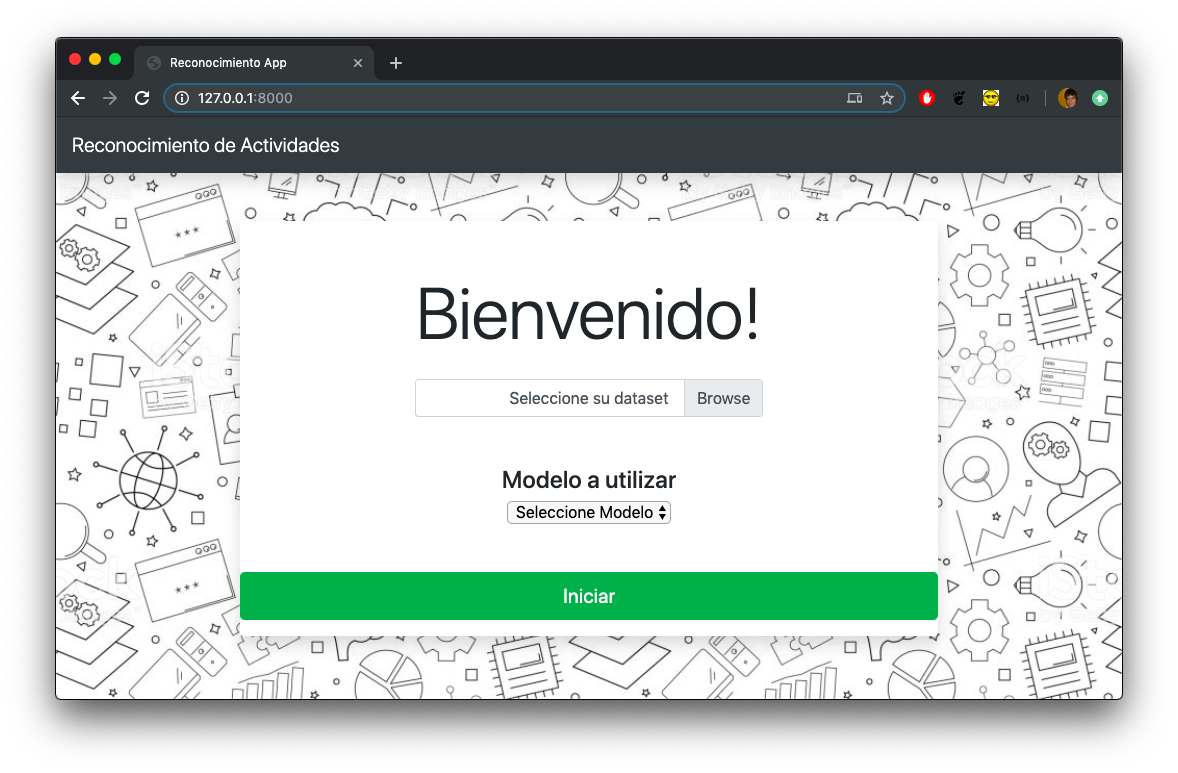 Reconocimiento App
127.0.0.1:8000
Reconocimiento de Actividades
Bienvenido!
Seleccione su dataset Browse
Modelo a utilizar
Seleccione Modelo
Iniciar